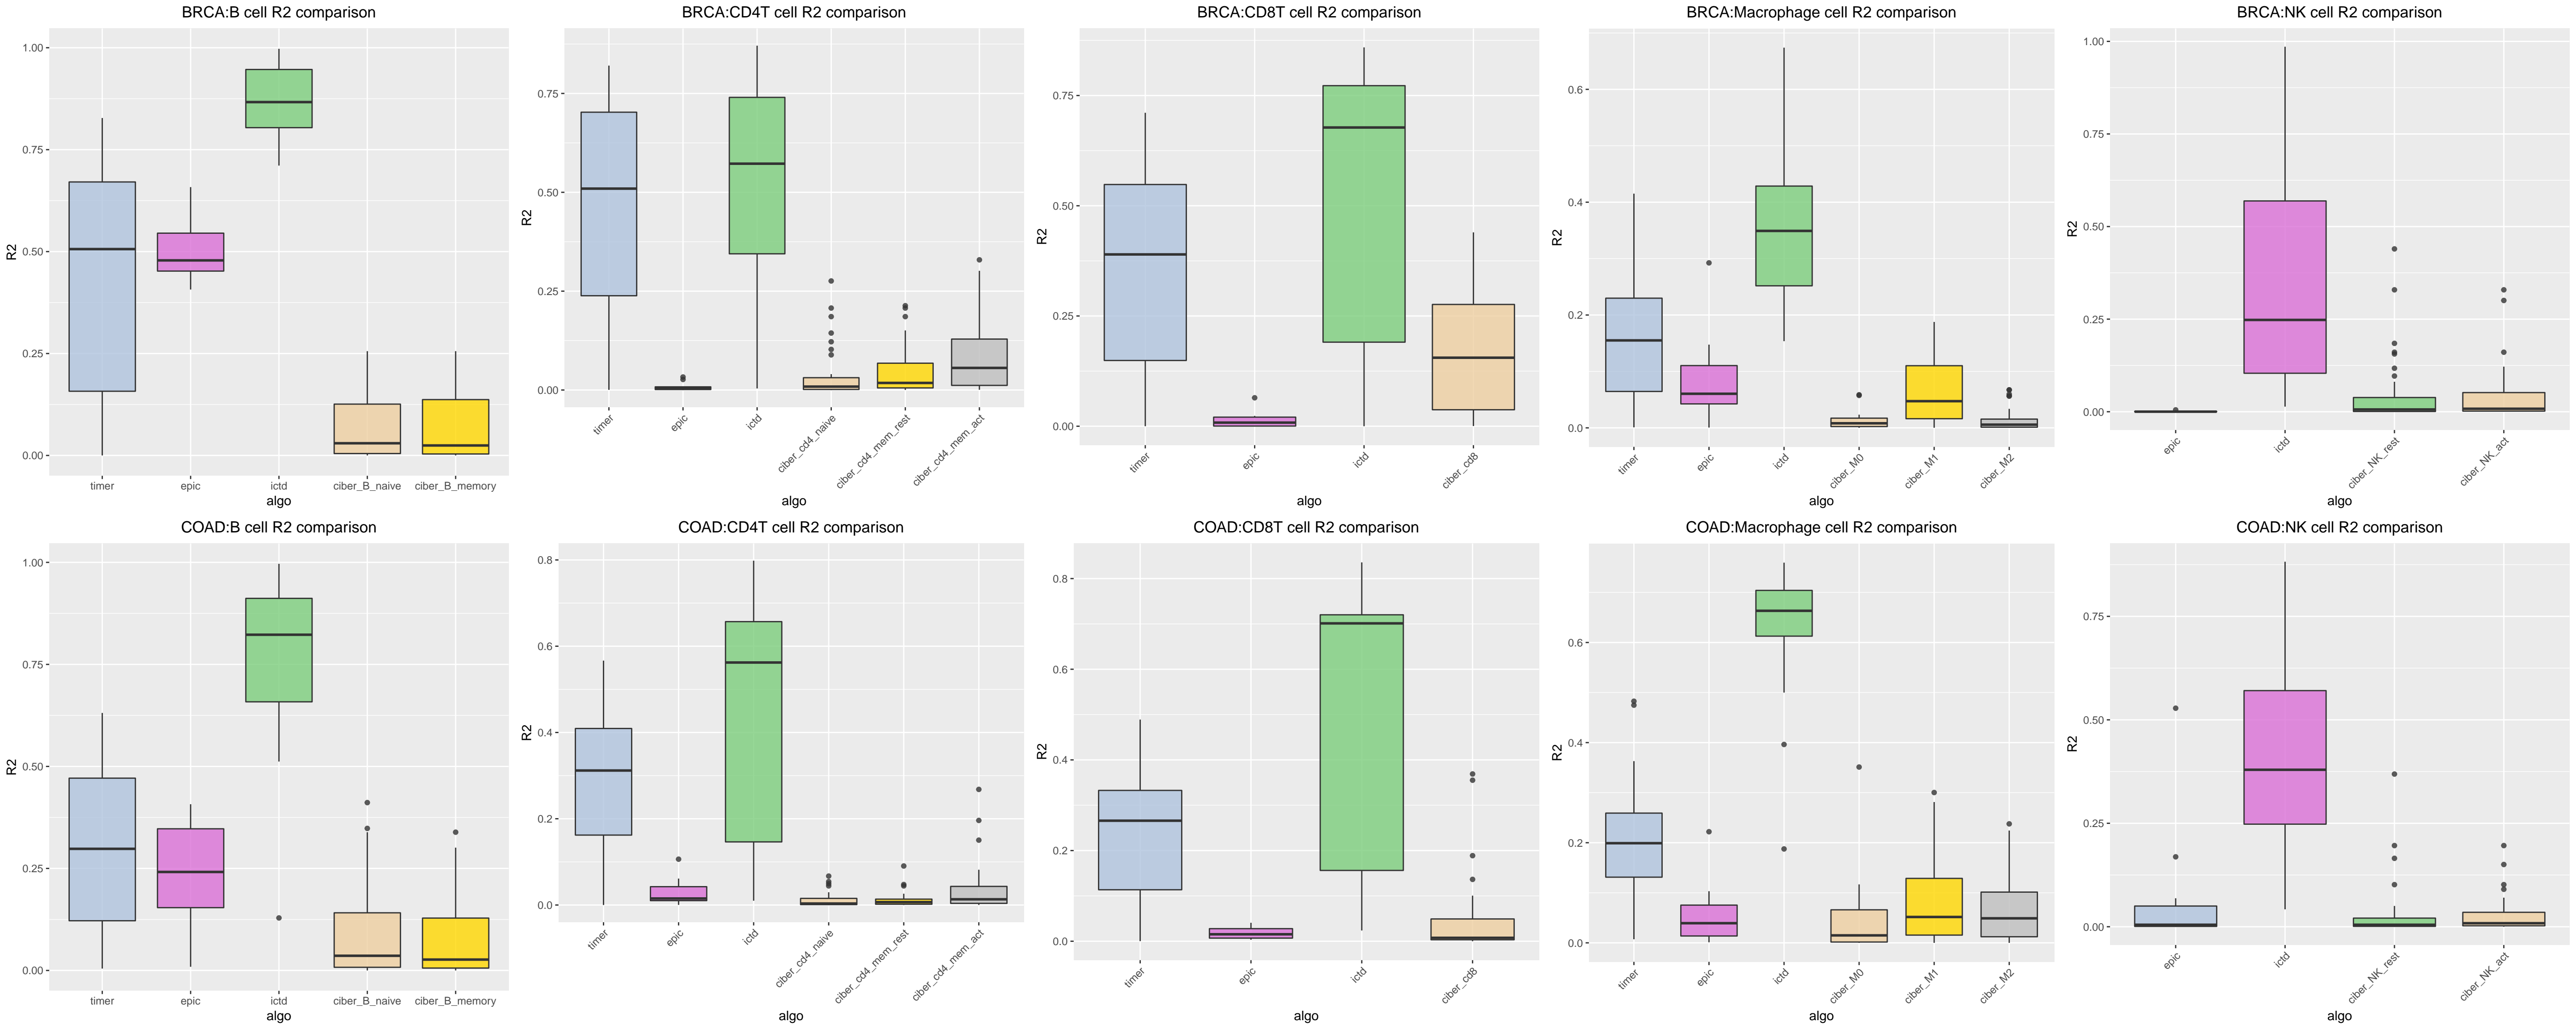 BRCA:B cell R2 comparison
R2
1.00
0.75
0.50
0.25
0.00
timer epic ictd ciber_B_naive ciber_B_memory
algo
BRCA:CD4T cell R2 comparison
R2
0.75
0.50
0.25
0.00
timer epic ictd ciber_cd4_naive ciber_cd4_mem_rest ciber_cd4_mem_act
algo
BRCA:CD8T cell R2 comparison
R2
0.75
0.50
0.25
0.00
timer epic ictd ciber_cd8
algo
BRCA:Macrophage cell R2 comparison
R2
0.6
0.4
0.2
0.0
timer epic ictd ciber_M0 ciber_M1 ciber_M2
algo
BRCA:NK cell R2 comparison
R2
1.00
0.75
0.50
0.25
0.00
epic ictd ciber_NK_rest ciber_NK_act
algo
COAD:B cell R2 comparison
R2
1.00
0.75
0.50
0.25
0.00
timer epic ictd ciber_B_naive ciber_B_memory
algo
COAD:CD4T cell R2 comparison
R2
0.8
0.6
0.4
0.2
0.0
timer epic ictd ciber_cd4_naive ciber_cd4_mem_rest ciber_cd4_mem_act
algo
COAD:CD8T cell R2 comparison
R2
0.8
0.6
0.4
0.2
0.0
timer epic ictd ciber_cd8
algo
COAD:Macrophage cell R2 comparison
R2
0.6
0.4
0.2
0.0
timer epic ictd ciber_M0 ciber_M1 ciber_M2
algo
COAD:NK cell R2 comparison
R2
0.75
0.50
0.25
0.00
epic ictd ciber_NK_rest ciber_NK_act
algo